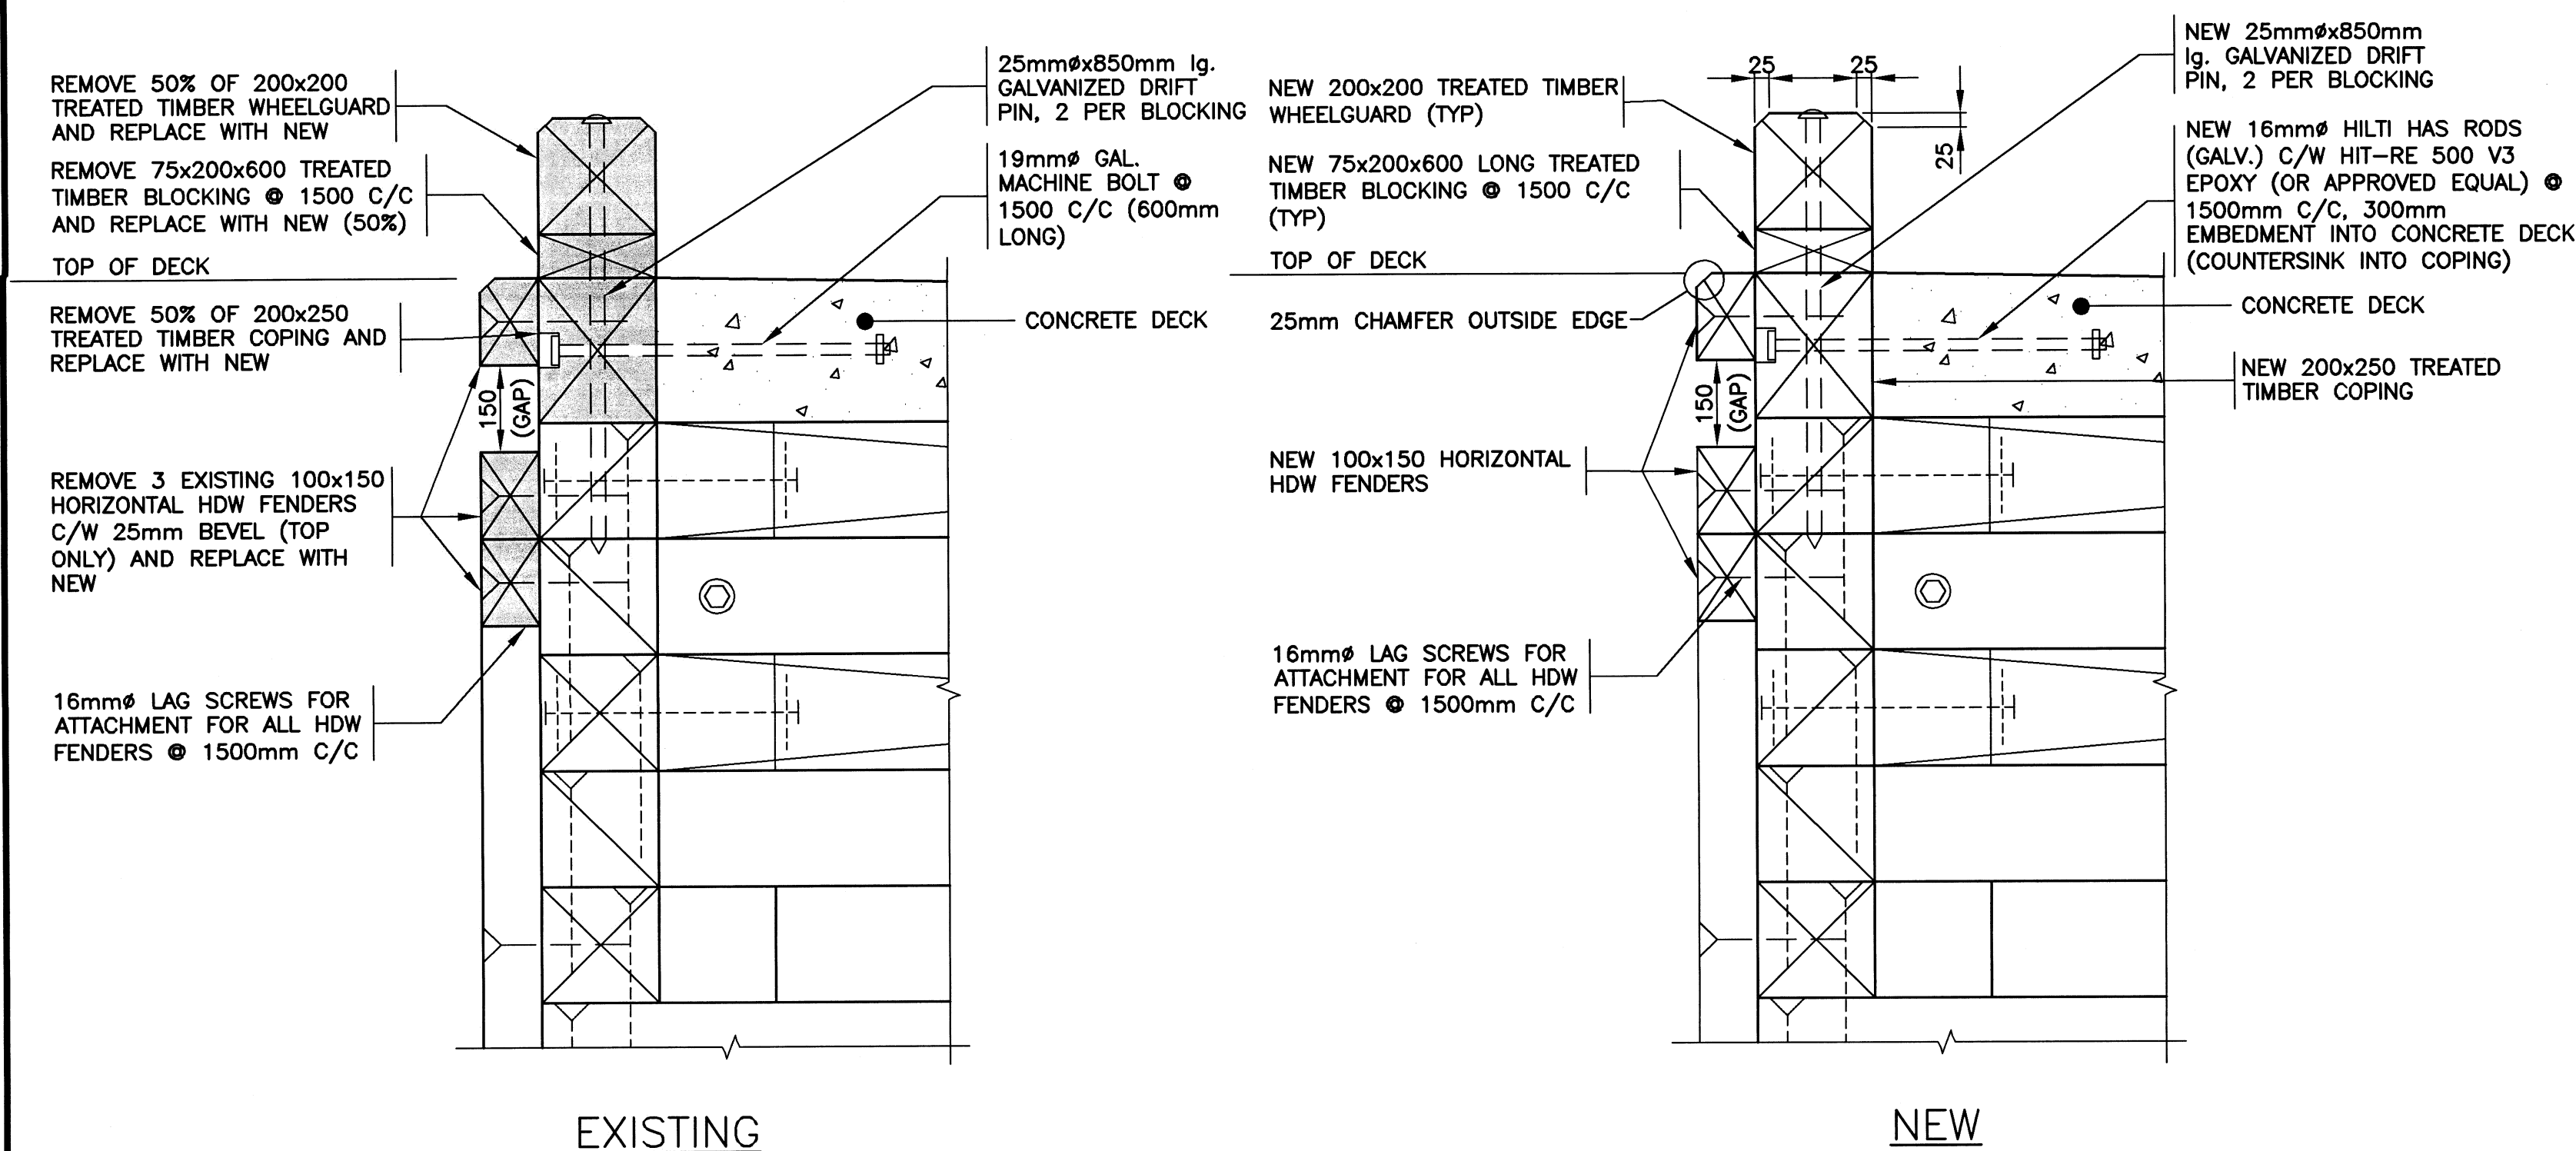 REMOVE 50% OF 200x200
TREATED TIMBER WHEELGUARD
AND REPLACE WITH NEW
REMOVE 75x200x600 TREATED
TIMBER BLOCKING @ 1500 C/C
AND REPLACE WITH NEW (50%)
TOP OF DECK
REMOVE 50% OF 200x250
TREATED TIMBER COPING AND
REPLACE WITH NEW
REMOVE 3 EXISTING 100x150
HORIZONTAL HDW FENDERS
C/W 25mm BEVEL (TOP
ONLY) AND REPLACE WITH
NEW
16mmø LAG SCREWS FOR
ATTACHMENT FOR ALL HDW
FENDERS @ 1500mm C/C
150
(GAP)
25mmøx850mm lg.
GALVANIZED DRIFT
PIN, 2 PER BLOCKING
19mmø GAL.
MACHINE BOLT @
1500 C/C (600mm
LONG)
CONCRETE DECK
EXISTING
NEW 200x200 TREATED TIMBER
WHEELGUARD (TYP)
NEW 75x200x600 LONG TREATED
TIMBER BLOCKING @ 1500 C/C
(TYP)
TOP OF DECK
25mm CHAMFER OUTSIDE EDGE
NEW 100x150 HORIZONTAL
HDW FENDERS
16mmø LAG SCREWS FOR
ATTACHMENT FOR ALL HDW
FENDERS @ 1500mm C/C
25
25
25
150
(GAP)
NEW 25mmøx850mm
lg. GALVANIZED DRIFT
PIN, 2 PER BLOCKING
NEW 16mmø HILTI HAS RODS
(GALV.) C/W HIT-RE 500 V3
EPOXY (OR APPROVED EQUAL) @
1500mm C/C, 300mm
EMBEDMENT INTO CONCRETE DECK
(COUNTERSINK INTO COPING)
CONCRETE DECK
NEW 200x250 TREATED
TIMBER COPING
NEW